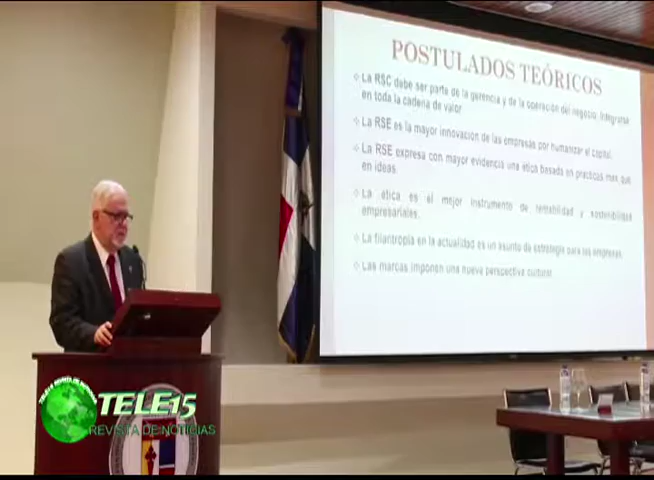 POSTULADOS TEÓRICOS
La RSC debe ser parte de la gerencia y de la operación del negocio. Integrarse
en toda la cadena de valor
La RSE es la mayor innovación de las empresas por humanizar el capital.
La RSE expresa con mayor evidencia una ética basada en prácticas más que
en ideas.
La ética es el mejor instrumento de rentabilidad y sostenibilidad
empresariales.
La filantropía en la actualidad es un asunto de estrategia para las empresas.
Las marcas imponen una nueva perspectiva cultural
TELE15
REVISTA DE NOTICIAS